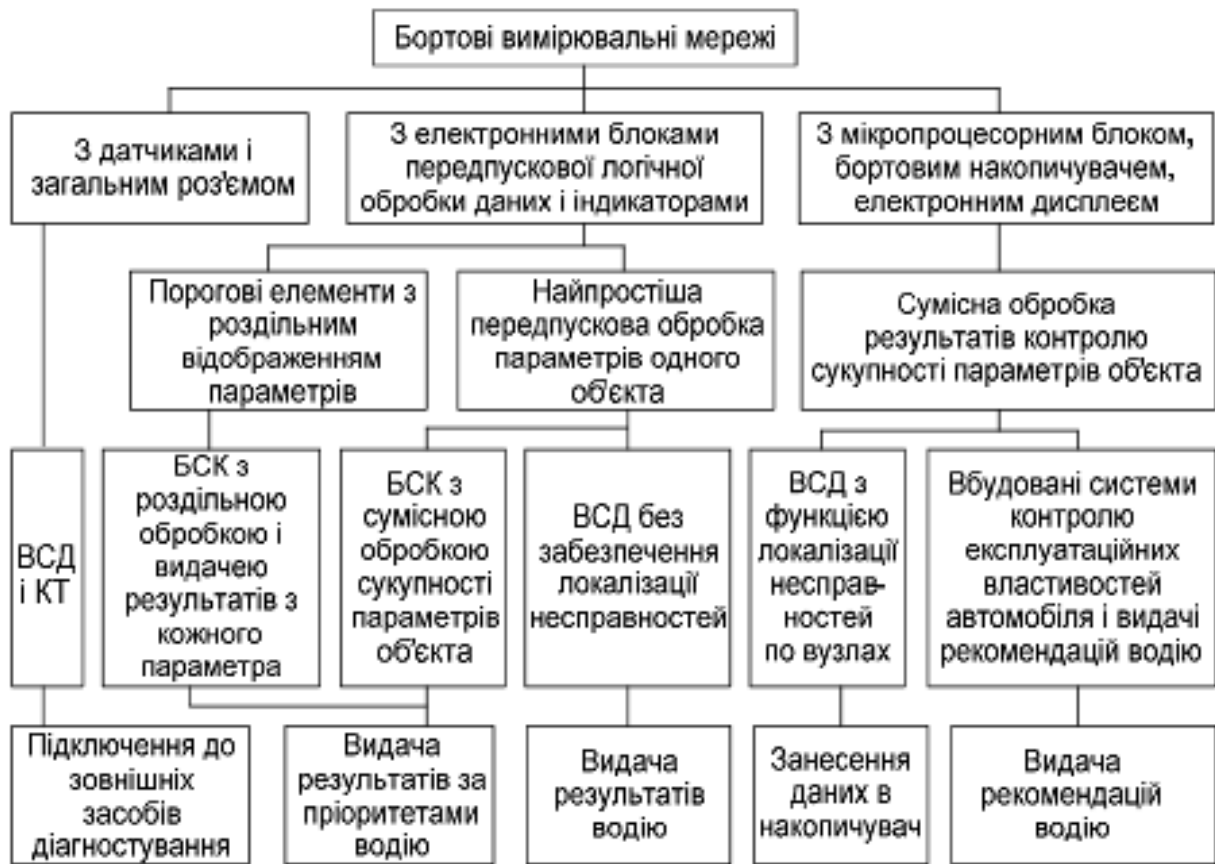 Бортові вимірювальні мережі
З датчиками і
загальним роз'ємом
З електронними блоками
передпускової логічної
обробки даних і індикаторами
З мікропроцесорним блоком,
бортовим накопичувачем,
електронним дисплеєм
Порогові елементи з
роздільним
відображенням
параметрів
Найпростіша
передпускова обробка
параметрів одного
об'єкта
Сумісна обробка
результатів контролю
сукупності параметрів об'єкта
ВСД
і КТ
БСК з
роздільною
обробкою і
видачею
результатів з
кожного
параметра
БСК з
сумісною
обробкою
сукупності
параметрів
об'єкта
ВСД без
забезпечення
локалізації
несправностей
ВСД з
функцією
локалізації
несправ-
ностей
по вузлах
Вбудовані системи
контролю
експлуатаційних
властивостей
автомобіля і видачі
рекомендацій водію
Підключення до
зовнішніх
засобів
діагностування
Видача
результатів за
пріоритетами
водію
Видача
результатів
водію
Занесення
даних в
накопичувач
Видача
рекомендацій
водію